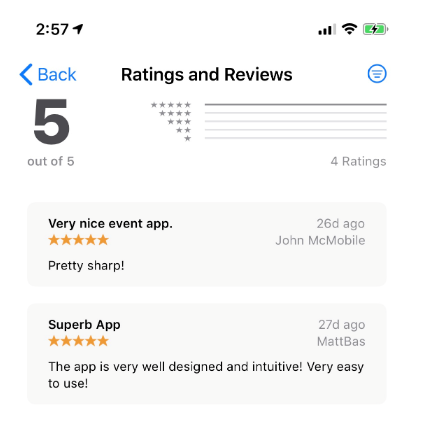 2:57
Back
Ratings and Reviews
5
out of 5
★★★★★
★★★★
★★★
★★
★
4 Ratings
Very nice event app.
26d ago
★★★★★
John McMobile
Pretty sharp!
Superb App
27d ago
★★★★★
MattBas
The app is very well designed and intuitive! Very easy
to use!